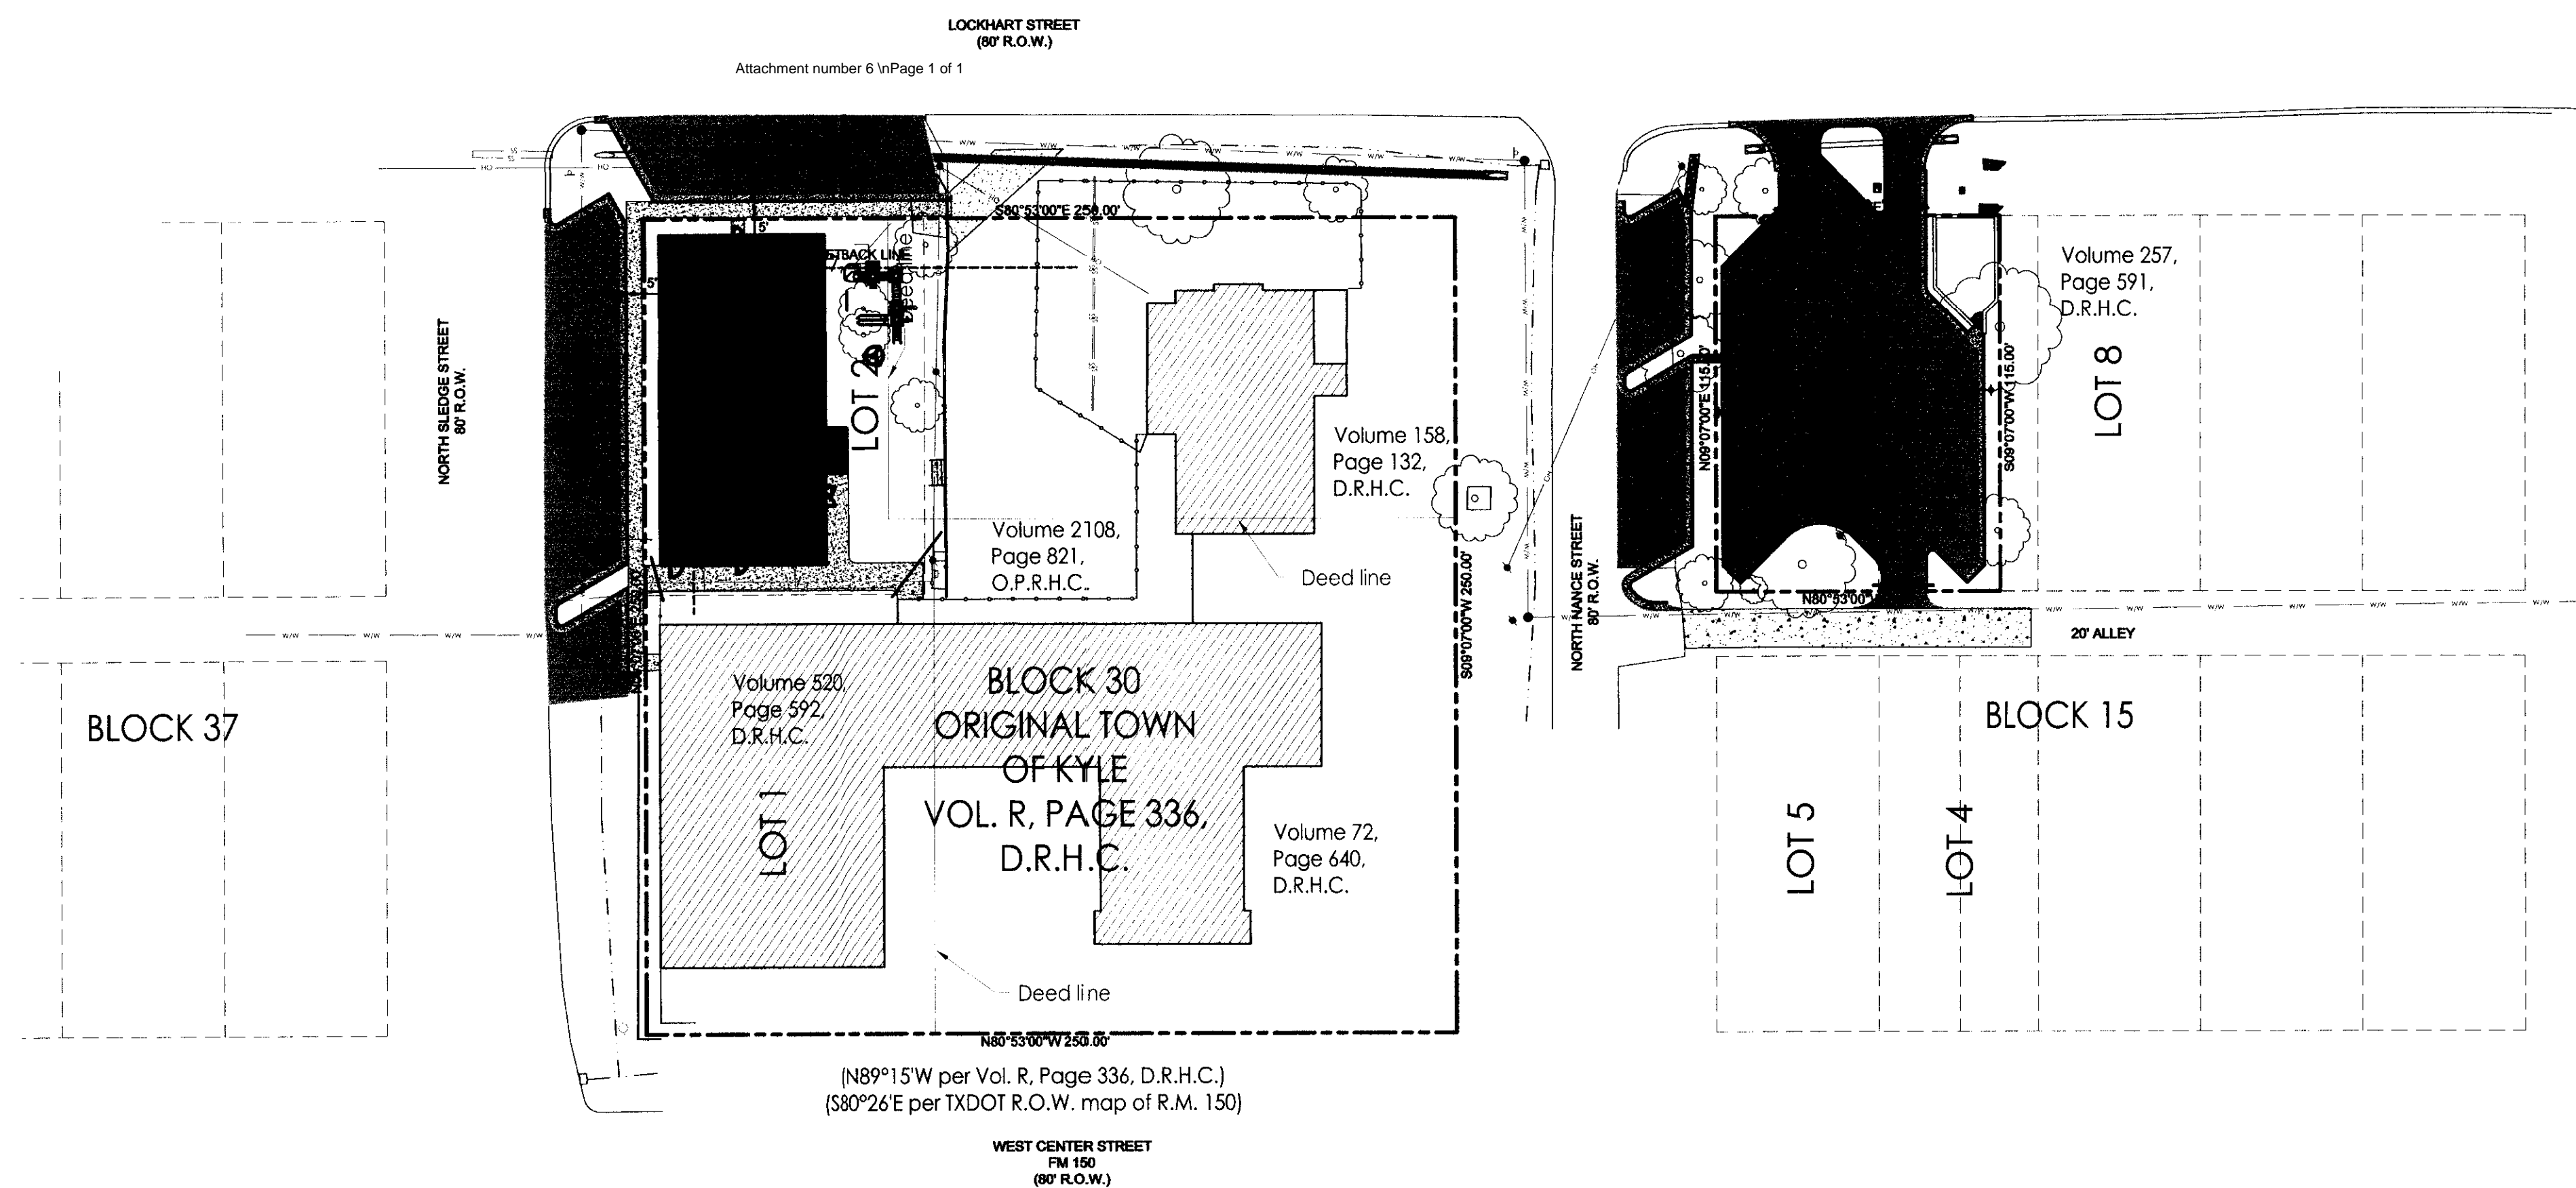 LOCKHART STREET
(80' R.O.W.)
Attachment number 6 \nPage 1 of 1
S80°53'00"E 250.00'
5'
5'
Deed line
LOT 2
NORTH SLEDGE STREET
80' R.O.W.
Volume 158,
Page 132,
D.R.H.C.
Volume 2108,
Page 821,
O.P.R.H.C.
Deed line
S09°07'00"W 250.00'
NORTH NANCE STREET
80' R.O.W.
N09°07'00"E 115.00'
S09°07'00"W 115.00'
Volume 257,
Page 591,
D.R.H.C.
LOT 8
N80°53'00"
20' ALLEY
BLOCK 37
Volume 520,
Page 592,
D.R.H.C.
BLOCK 30
ORIGINAL TOWN
OF KYLE
VOL. R, PAGE 336,
D.R.H.C.
LOT 1
Volume 72,
Page 640,
D.R.H.C.
BLOCK 15
LOT 5
LOT 4
Deed line
N80°53'00"W 250.00'
(N89°15'W per Vol. R, Page 336, D.R.H.C.)
(S80°26'E per TXDOT R.O.W. map of R.M. 150)
WEST CENTER STREET
FM 150
(80' R.O.W.)